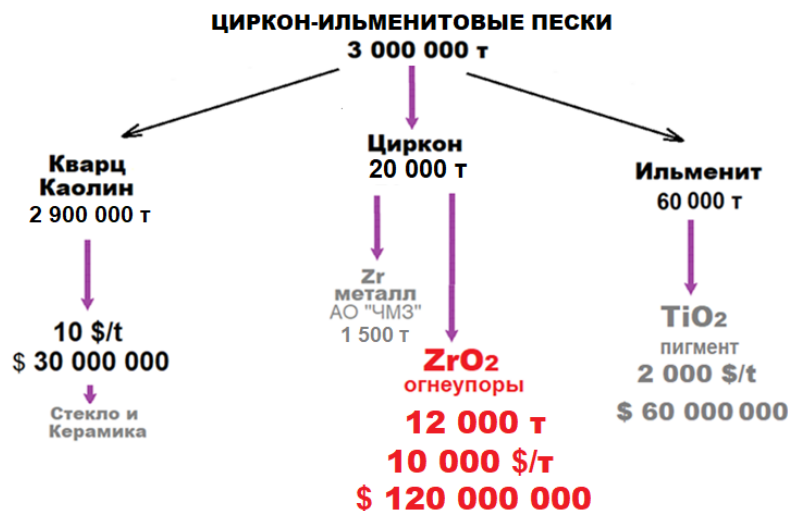 ЦИРКОН-ИЛЬМЕНИТОВЫЕ ПЕСКИ
3 000 000 т
Кварц
Каолин
2 900 000 т
10 $/t
$ 30 000 000
Стекло и
Керамика
Циркон
20 000 т
Zr
металл
АО "ЧМЗ"
1 500 т
ZrO2
огнеупоры
12 000 т
10 000 $/т
$ 120 000 000
Ильменит
60 000 т
TiO2
пигмент
2 000 $/t
$ 60 000 000